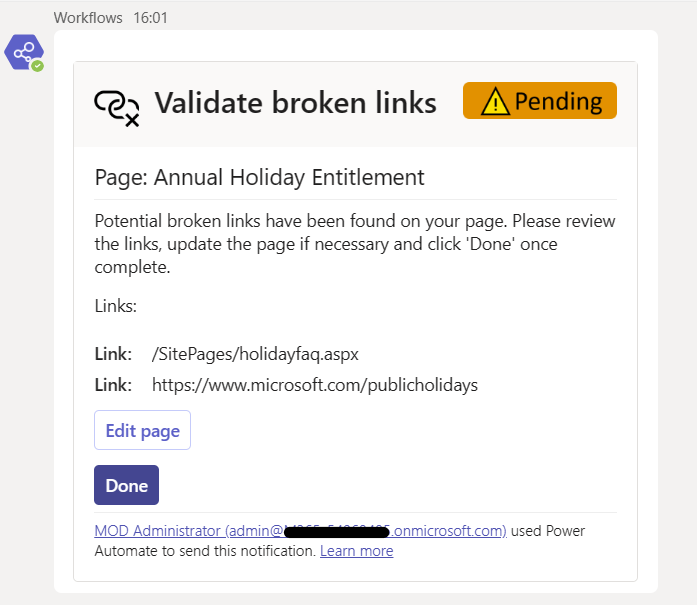 Workflows 16:01
Validate broken links
Pending
Page: Annual Holiday Entitlement
Potential broken links have been found on your page. Please review
the links, update the page if necessary and click 'Done' once
complete.
Links:
Link: /SitePages/holidayfaq.aspx
Link: https://www.microsoft.com/publicholidays
Edit page
Done
MOD Administrator (admin@ .onmicrosoft.com) used Power
Automate to send this notification. Learn more